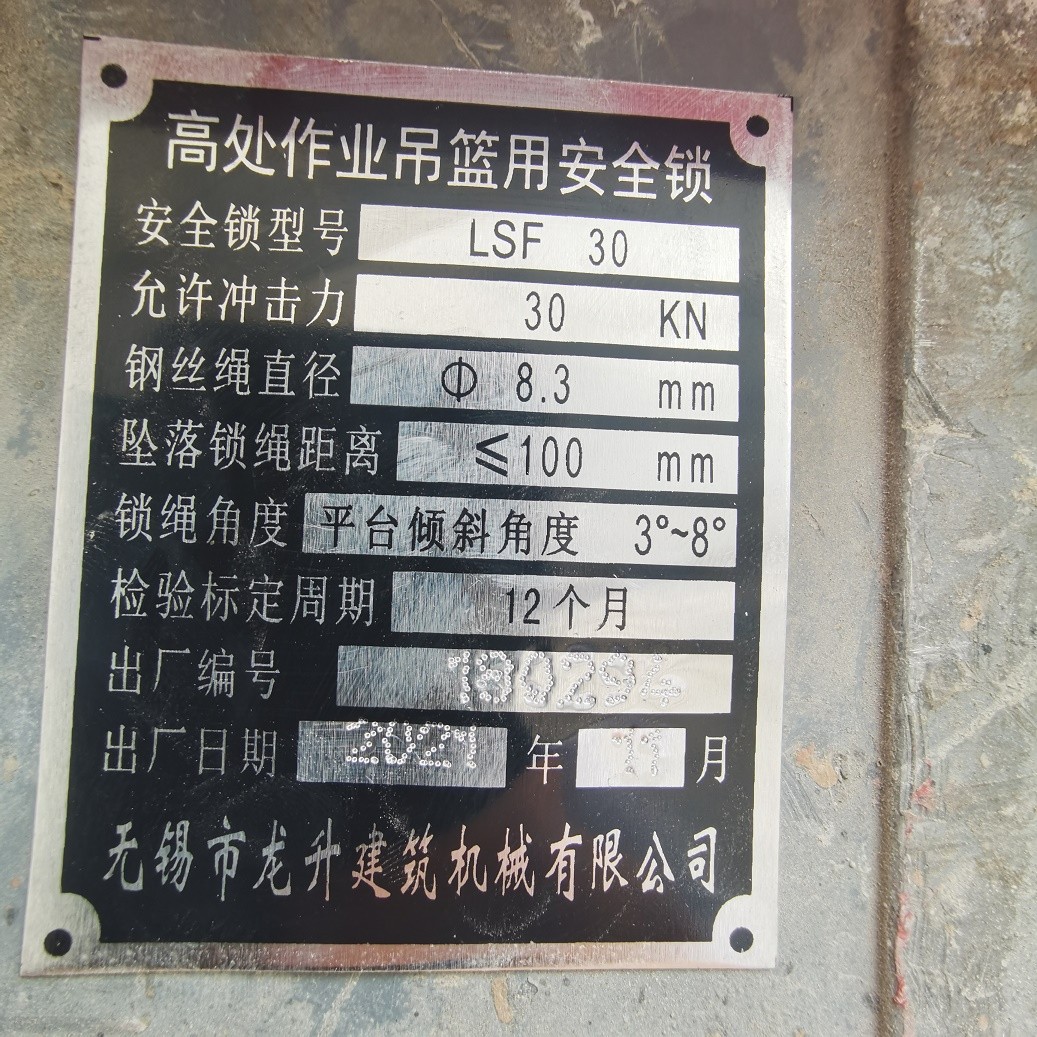 高处作业吊篮用安全锁
安全锁型号 LSF 30
允许冲击力 30 KN
钢丝绳直径 Φ 8.3 mm
坠落锁绳距离 ≤100 mm
锁绳角度 平台倾斜角度 3°~8°
检验标定周期 12个月
出厂编号 180294
出厂日期 2021 年 11 月
无锡市龙升建筑机械有限公司